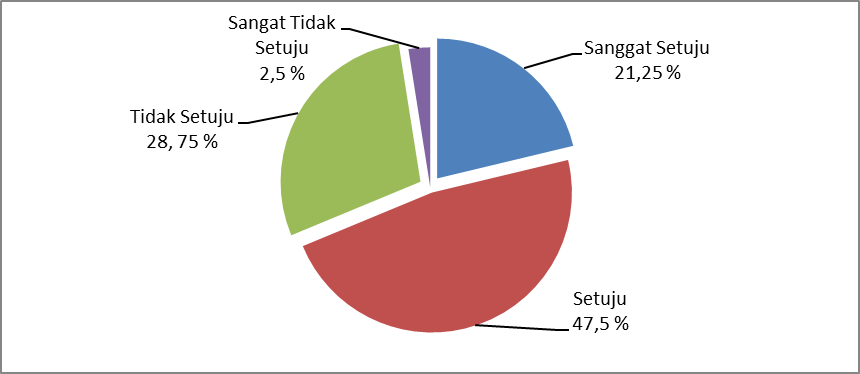 Sangat Tidak
Setuju
2,5 %
Sanggat Setuju
21,25 %
Tidak Setuju
28, 75 %
Setuju
47,5 %